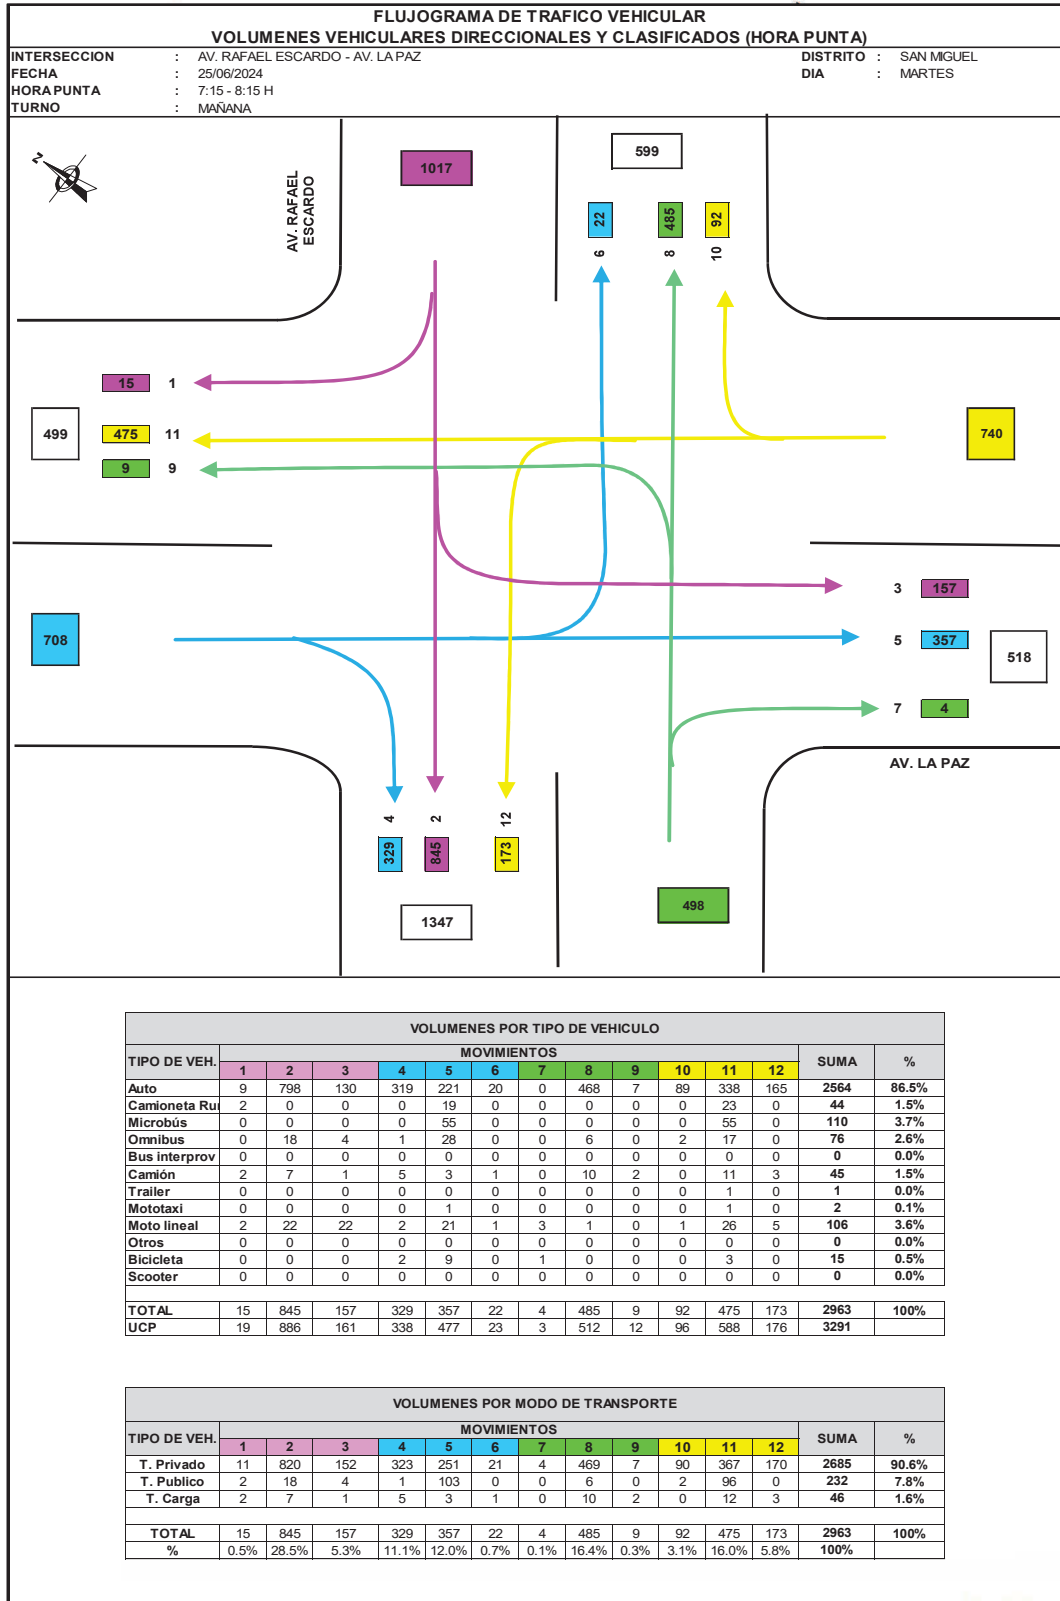 FLUJOGRAMA DE TRAFICO VEHICULAR
VOLUMENES VEHICULARES DIRECCIONALES Y CLASIFICADOS (HORA PUNTA)
INTERSECCION : AV. RAFAEL ESCARDO - AV. LA PAZ DISTRITO : SAN MIGUEL
FECHA : 25/06/2024 DIA : MARTES
HORA PUNTA : 7:15 - 8:15 H
TURNO : MAÑANA
N
AV. RAFAEL
ESCARDO
1017
599
22 485 92
6 8 10
15 1
499 475 11
9 9
740
708
3 157
5 357
518
7 4
AV. LA PAZ
4 2 12
329 845 173
1347
498
VOLUMENES POR TIPO DE VEHICULO
TIPO DE VEH. MOVIMIENTOS SUMA %
1 2 3 4 5 6 7 8 9 10 11 12
Auto 9 798 130 319 221 20 0 468 7 89 338 165 2564 86.5%
Camioneta Rur 2 0 0 0 19 0 0 0 0 0 23 0 44 1.5%
Microbús 0 0 0 0 55 0 0 0 0 0 55 0 110 3.7%
Omnibus 0 18 4 1 28 0 0 6 0 2 17 0 76 2.6%
Bus interprov 0 0 0 0 0 0 0 0 0 0 0 0 0 0.0%
Camión 2 7 1 5 3 1 0 10 2 0 11 3 45 1.5%
Trailer 0 0 0 0 0 0 0 0 0 0 1 0 1 0.0%
Mototaxi 0 0 0 0 1 0 0 0 0 0 1 0 2 0.1%
Moto lineal 2 22 22 2 21 1 3 1 0 1 26 5 106 3.6%
Otros 0 0 0 0 0 0 0 0 0 0 0 0 0 0.0%
Bicicleta 0 0 0 2 9 0 1 0 0 0 3 0 15 0.5%
Scooter 0 0 0 0 0 0 0 0 0 0 0 0 0 0.0%
TOTAL 15 845 157 329 357 22 4 485 9 92 475 173 2963 100%
UCP 19 886 161 338 477 23 3 512 12 96 588 176 3291
VOLUMENES POR MODO DE TRANSPORTE
TIPO DE VEH. MOVIMIENTOS SUMA %
1 2 3 4 5 6 7 8 9 10 11 12
T. Privado 11 820 152 323 251 21 4 469 7 90 367 170 2685 90.6%
T. Publico 2 18 4 1 103 0 0 6 0 2 96 0 232 7.8%
T. Carga 2 7 1 5 3 1 0 10 2 0 12 3 46 1.6%
TOTAL 15 845 157 329 357 22 4 485 9 92 475 173 2963 100%
% 0.5% 28.5% 5.3% 11.1% 12.0% 0.7% 0.1% 16.4% 0.3% 3.1% 16.0% 5.8% 100%